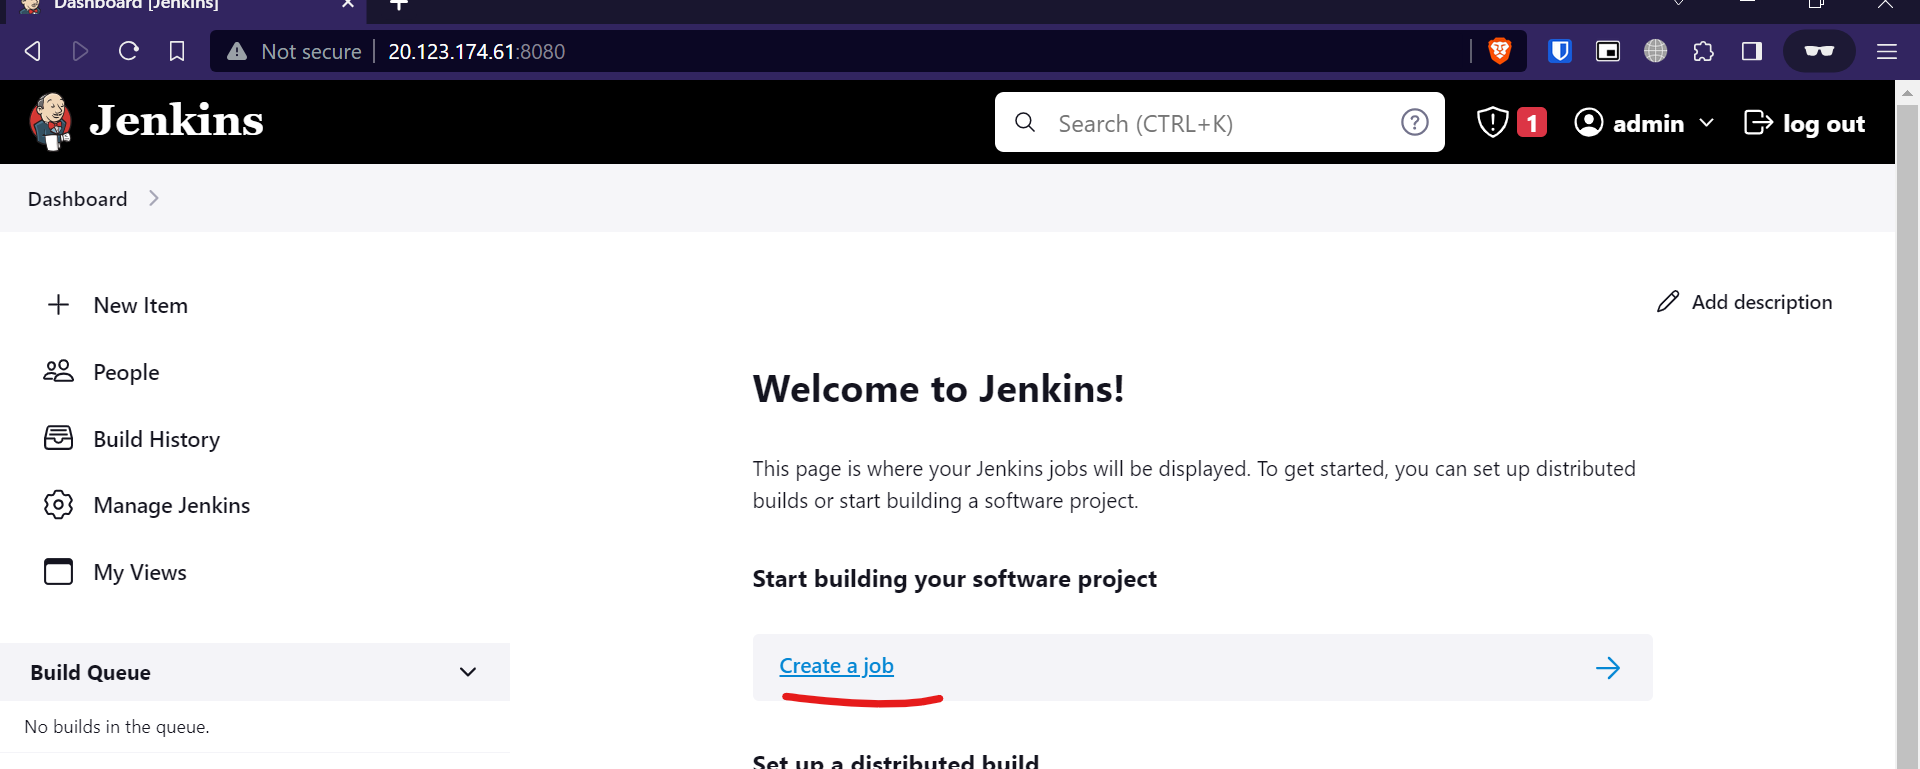 Dashboard [Jenkins]
Not secure 20.123.174.61:8080
Jenkins
Search (CTRL+K)
1
admin
log out
Dashboard
New Item
Add description
People
Build History
Manage Jenkins
My Views
Welcome to Jenkins!
This page is where your Jenkins jobs will be displayed. To get started, you can set up distributed
builds or start building a software project.
Start building your software project
Create a job
Build Queue
No builds in the queue.
Set up a distributed build